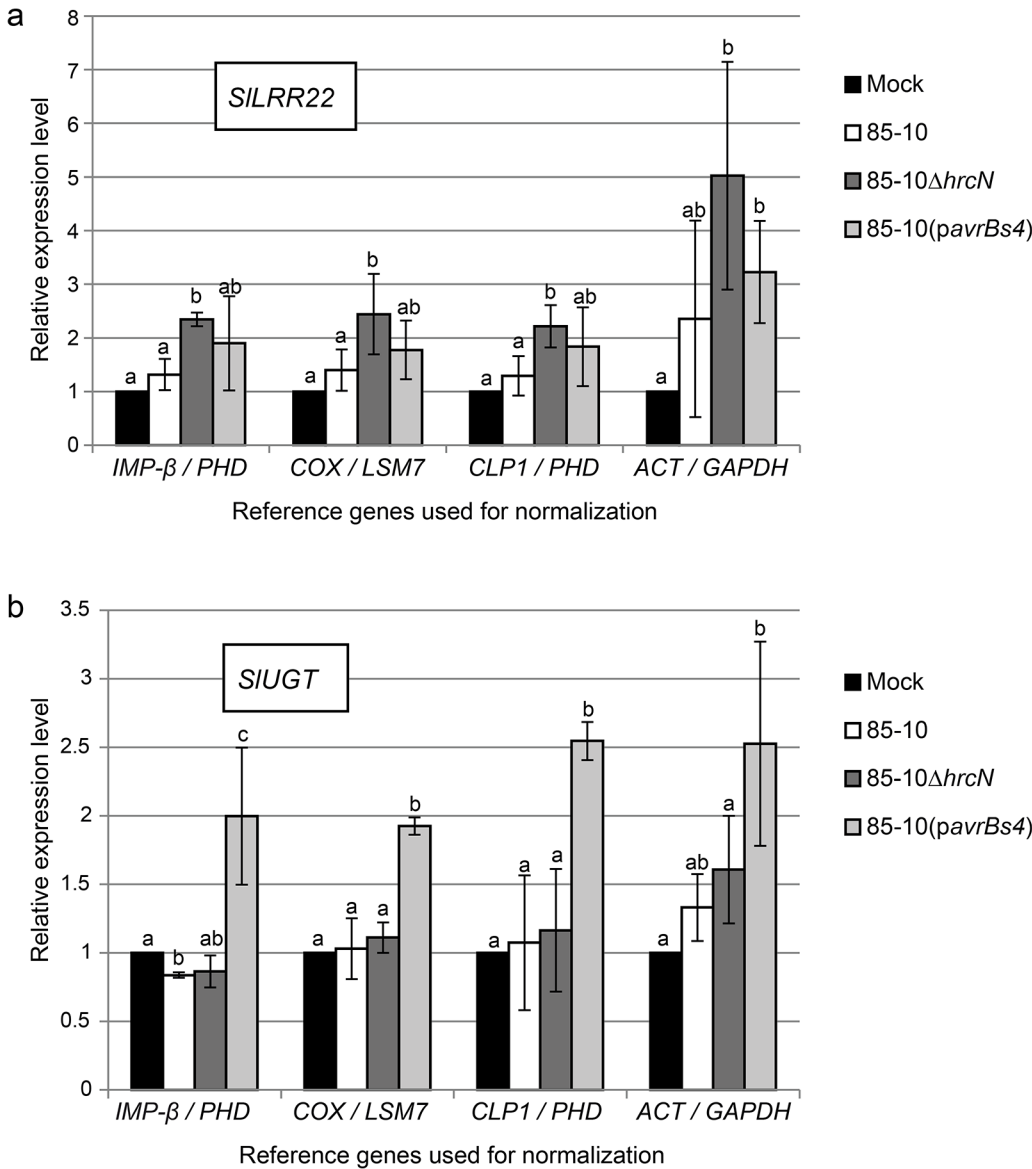 a
8
7
6
5
4
3
2
1
0
Relative expression level
SlLRR22
a
a
b
ab
a
a
b
ab
a
a
b
ab
a
ab
b
b
IMP-β / PHD
COX / LSM7
CLP1 / PHD
ACT / GAPDH
Reference genes used for normalization
Mock
85-10
85-10ΔhrcN
85-10(pavrBs4)
b
3.5
3
2.5
2
1.5
1
0.5
0
Relative expression level
SlUGT
a
b
ab
c
a
a
a
b
a
a
a
b
a
ab
a
b
IMP-β / PHD
COX / LSM7
CLP1 / PHD
ACT / GAPDH
Reference genes used for normalization
Mock
85-10
85-10ΔhrcN
85-10(pavrBs4)